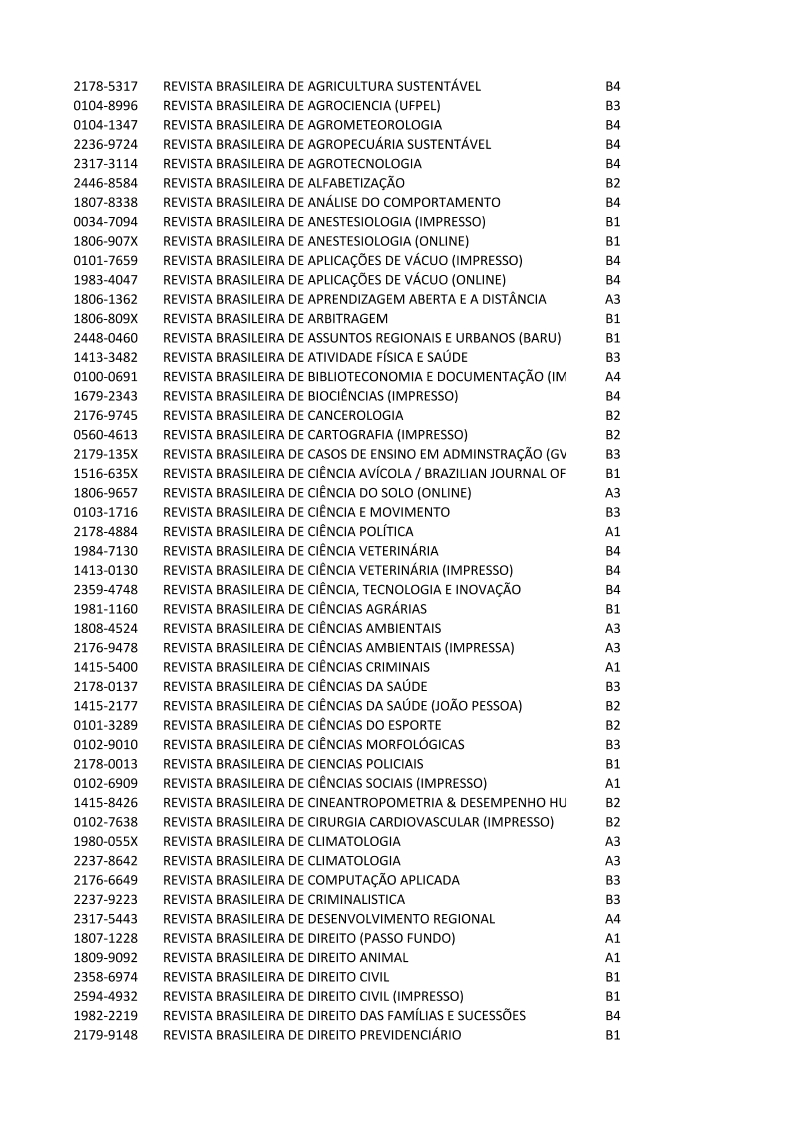 2178-5317 REVISTA BRASILEIRA DE AGRICULTURA SUSTENTÁVEL B4
0104-8996 REVISTA BRASILEIRA DE AGROCIENCIA (UFPEL) B3
0104-1347 REVISTA BRASILEIRA DE AGROMETEOROLOGIA B4
2236-9724 REVISTA BRASILEIRA DE AGROPECUÁRIA SUSTENTÁVEL B4
2317-3114 REVISTA BRASILEIRA DE AGROTECNOLOGIA B4
2446-8584 REVISTA BRASILEIRA DE ALFABETIZAÇÃO B2
1807-8338 REVISTA BRASILEIRA DE ANÁLISE DO COMPORTAMENTO B4
0034-7094 REVISTA BRASILEIRA DE ANESTESIOLOGIA (IMPRESSO) B1
1806-907X REVISTA BRASILEIRA DE ANESTESIOLOGIA (ONLINE) B1
0101-7659 REVISTA BRASILEIRA DE APLICAÇÕES DE VÁCUO (IMPRESSO) B4
1983-4047 REVISTA BRASILEIRA DE APLICAÇÕES DE VÁCUO (ONLINE) B4
1806-1362 REVISTA BRASILEIRA DE APRENDIZAGEM ABERTA E A DISTÂNCIA A3
1806-809X REVISTA BRASILEIRA DE ARBITRAGEM B1
2448-0460 REVISTA BRASILEIRA DE ASSUNTOS REGIONAIS E URBANOS (BARU) B1
1413-3482 REVISTA BRASILEIRA DE ATIVIDADE FÍSICA E SAÚDE B3
0100-0691 REVISTA BRASILEIRA DE BIBLIOTECONOMIA E DOCUMENTAÇÃO (IM A4
1679-2343 REVISTA BRASILEIRA DE BIOCIÊNCIAS (IMPRESSO) B4
2176-9745 REVISTA BRASILEIRA DE CANCEROLOGIA B2
0560-4613 REVISTA BRASILEIRA DE CARTOGRAFIA (IMPRESSO) B2
2179-135X REVISTA BRASILEIRA DE CASOS DE ENSINO EM ADMINSTRAÇÃO (GV B3
1516-635X REVISTA BRASILEIRA DE CIÊNCIA AVÍCOLA / BRAZILIAN JOURNAL OF B1
1806-9657 REVISTA BRASILEIRA DE CIÊNCIA DO SOLO (ONLINE) A3
0103-1716 REVISTA BRASILEIRA DE CIÊNCIA E MOVIMENTO B3
2178-4884 REVISTA BRASILEIRA DE CIÊNCIA POLÍTICA A1
1984-7130 REVISTA BRASILEIRA DE CIÊNCIA VETERINÁRIA B4
1413-0130 REVISTA BRASILEIRA DE CIÊNCIA VETERINÁRIA (IMPRESSO) B4
2359-4748 REVISTA BRASILEIRA DE CIÊNCIA, TECNOLOGIA E INOVAÇÃO B4
1981-1160 REVISTA BRASILEIRA DE CIÊNCIAS AGRÁRIAS B1
1808-4524 REVISTA BRASILEIRA DE CIÊNCIAS AMBIENTAIS A3
2176-9478 REVISTA BRASILEIRA DE CIÊNCIAS AMBIENTAIS (IMPRESSA) A3
1415-5400 REVISTA BRASILEIRA DE CIÊNCIAS CRIMINAIS A1
2178-0137 REVISTA BRASILEIRA DE CIÊNCIAS DA SAÚDE B3
1415-2177 REVISTA BRASILEIRA DE CIÊNCIAS DA SAÚDE (JOÃO PESSOA) B2
0101-3289 REVISTA BRASILEIRA DE CIÊNCIAS DO ESPORTE B2
0102-9010 REVISTA BRASILEIRA DE CIÊNCIAS MORFOLÓGICAS B3
2178-0013 REVISTA BRASILEIRA DE CIENCIAS POLICIAIS B1
0102-6909 REVISTA BRASILEIRA DE CIÊNCIAS SOCIAIS (IMPRESSO) A1
1415-8426 REVISTA BRASILEIRA DE CINEANTROPOMETRIA & DESEMPENHO HU B2
0102-7638 REVISTA BRASILEIRA DE CIRURGIA CARDIOVASCULAR (IMPRESSO) B2
1980-055X REVISTA BRASILEIRA DE CLIMATOLOGIA A3
2237-8642 REVISTA BRASILEIRA DE CLIMATOLOGIA A3
2176-6649 REVISTA BRASILEIRA DE COMPUTAÇÃO APLICADA B3
2237-9223 REVISTA BRASILEIRA DE CRIMINALISTICA B3
2317-5443 REVISTA BRASILEIRA DE DESENVOLVIMENTO REGIONAL A4
1807-1228 REVISTA BRASILEIRA DE DIREITO (PASSO FUNDO) A1
1809-9092 REVISTA BRASILEIRA DE DIREITO ANIMAL A1
2358-6974 REVISTA BRASILEIRA DE DIREITO CIVIL B1
2594-4932 REVISTA BRASILEIRA DE DIREITO CIVIL (IMPRESSO) B1
1982-2219 REVISTA BRASILEIRA DE DIREITO DAS FAMÍLIAS E SUCESSÕES B4
2179-9148 REVISTA BRASILEIRA DE DIREITO PREVIDENCIÁRIO B1